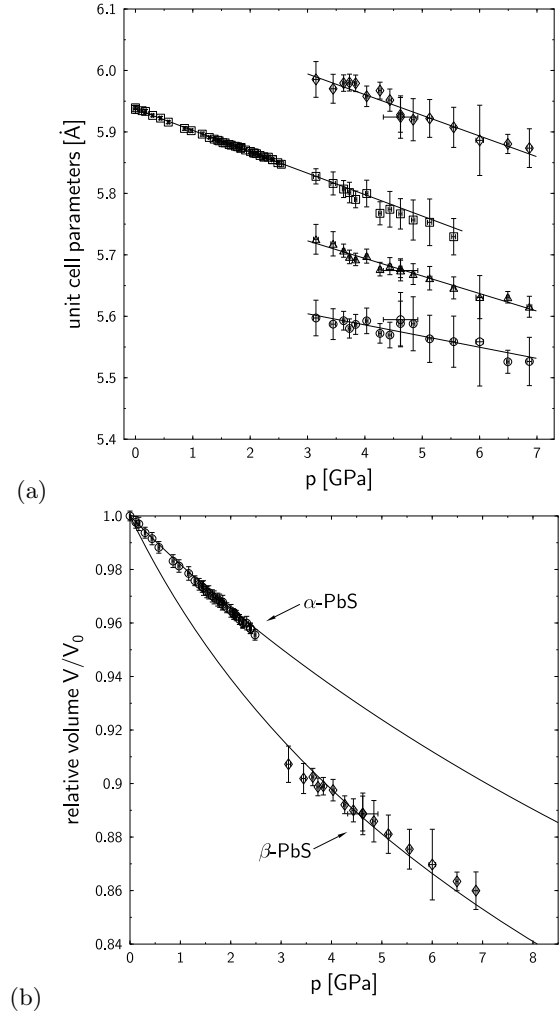 6.1
6.0
5.9
5.8
5.7
5.6
5.5
5.4
unit cell parameters [Å]
0 1 2 3 4 5 6 7
p [GPa]
(a)
1.0
0.98
0.96
0.94
0.92
0.9
0.88
0.86
0.84
relative volume V/V0
α-PbS
β-PbS
0 1 2 3 4 5 6 7 8
p [GPa]
(b)